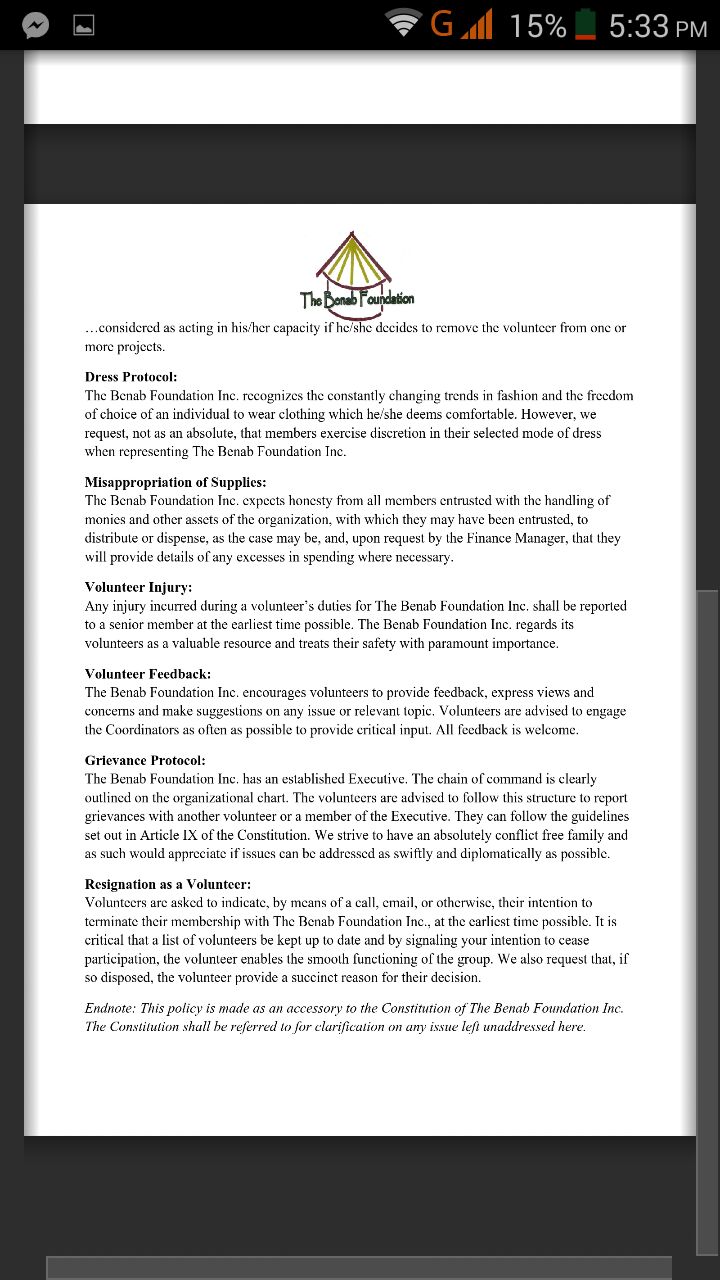 G 15% 5:33 PM
The Benab Foundation
…considered as acting in his/her capacity if he/she decides to remove the volunteer from one or
more projects.
Dress Protocol:
The Benab Foundation Inc. recognizes the constantly changing trends in fashion and the freedom
of choice of an individual to wear clothing which he/she deems comfortable. However, we
request, not as an absolute, that members exercise discretion in their selected mode of dress
when representing The Benab Foundation Inc.
Misappropriation of Supplies:
The Benab Foundation Inc. expects honesty from all members entrusted with the handling of
monies and other assets of the organization, with which they may have been entrusted, to
distribute or dispense, as the case may be, and, upon request by the Finance Manager, that they
will provide details of any excesses in spending where necessary.
Volunteer Injury:
Any injury incurred during a volunteer's duties for The Benab Foundation Inc. shall be reported
to a senior member at the earliest time possible. The Benab Foundation Inc. regards its
volunteers as a valuable resource and treats their safety with paramount importance.
Volunteer Feedback:
The Benab Foundation Inc. encourages volunteers to provide feedback, express views and
concerns and make suggestions on any issue or relevant topic. Volunteers are advised to engage
the Coordinators as often as possible to provide critical input. All feedback is welcome.
Grievance Protocol:
The Benab Foundation Inc. has an established Executive. The chain of command is clearly
outlined on the organizational chart. The volunteers are advised to follow this structure to report
grievances with another volunteer or a member of the Executive. They can follow the guidelines
set out in Article IX of the Constitution. We strive to have an absolutely conflict free family and
as such would appreciate if issues can be addressed as swiftly and diplomatically as possible.
Resignation as a Volunteer:
Volunteers are asked to indicate, by means of a call, email, or otherwise, their intention to
terminate their membership with The Benab Foundation Inc., at the earliest time possible. It is
critical that a list of volunteers be kept up to date and by signaling your intention to cease
participation, the volunteer enables the smooth functioning of the group. We also request that, if
so disposed, the volunteer provide a succinct reason for their decision.
Endnote: This policy is made as an accessory to the Constitution of The Benab Foundation Inc.
The Constitution shall be referred to for clarification on any issue left unaddressed here.